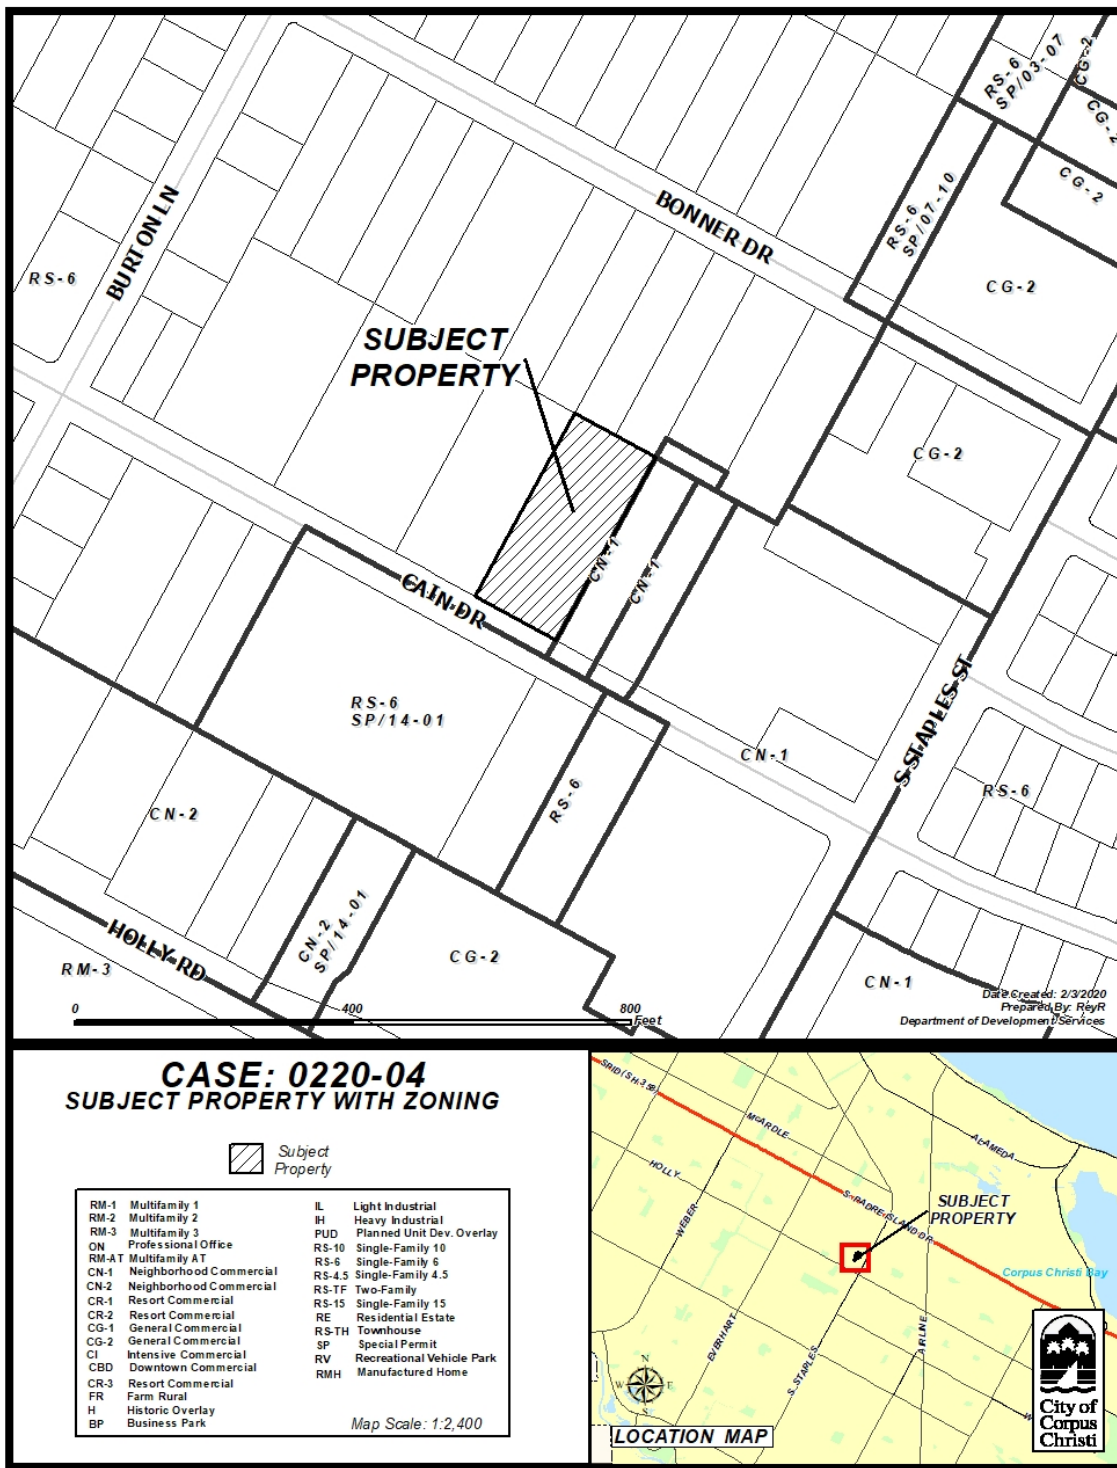 RS-6
SP/03-07
CG-2
CG-2
CG-2
BONNER DR
RS-6
SP/07-10
BURTON LN
RS-6
CG-2
SUBJECT
PROPERTY
CG-2
CN-1
CN-1
CAIN DR
S STAPLES ST
RS-6
SP/14-01
CN-1
RS-6
RS-6
CN-2
CN-2
SP/14-01
HOLLY RD
CG-2
RM-3
CN-1
0
400
800
Feet
Date Created: 2/3/2020
Prepared By: ReyR
Department of Development Services
CASE: 0220-04
SUBJECT PROPERTY WITH ZONING
Subject
Property
RM-1 Multifamily 1
RM-2 Multifamily 2
RM-3 Multifamily 3
ON Professional Office
RM-AT Multifamily AT
CN-1 Neighborhood Commercial
CN-2 Neighborhood Commercial
CR-1 Resort Commercial
CR-2 Resort Commercial
CG-1 General Commercial
CG-2 General Commercial
CI Intensive Commercial
CBD Downtown Commercial
CR-3 Resort Commercial
FR Farm Rural
H Historic Overlay
BP Business Park
IL Light Industrial
IH Heavy Industrial
PUD Planned Unit Dev. Overlay
RS-10 Single-Family 10
RS-6 Single-Family 6
RS-4.5 Single-Family 4.5
RS-TF Two-Family
RS-15 Single-Family 15
RE Residential Estate
RS-TH Townhouse
SP Special Permit
RV Recreational Vehicle Park
RMH Manufactured Home
Map Scale: 1:2,400
SRID (SH 358)
MCARDLE
ALAMEDA
HOLLY
WEBER
S PADRE ISLAND DR
SUBJECT
PROPERTY
Corpus Christi Bay
EVERHART
S. STAPLES
AIRLINE
N
W
E
S
W
LOCATION MAP
City of
Corpus
Christi